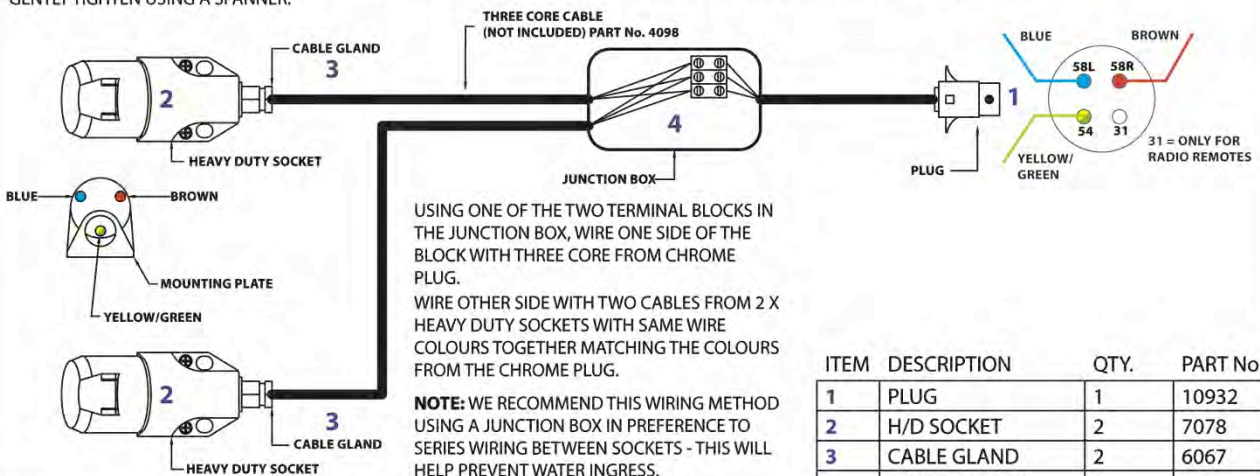 GENTLY TIGHTEN USING A SPANNER.
THREE CORE CABLE
(NOT INCLUDED) PART No. 4098
CABLE GLAND
3
2
HEAVY DUTY SOCKET
4
JUNCTION BOX
1
PLUG
BLUE
BROWN
58L 58R
54 31
YELLOW/
GREEN
31 = ONLY FOR
RADIO REMOTES
BLUE
BROWN
MOUNTING PLATE
YELLOW/GREEN
2
3
CABLE GLAND
HEAVY DUTY SOCKET
USING ONE OF THE TWO TERMINAL BLOCKS IN
THE JUNCTION BOX, WIRE ONE SIDE OF THE
BLOCK WITH THREE CORE FROM CHROME
PLUG.
WIRE OTHER SIDE WITH TWO CABLES FROM 2 X
HEAVY DUTY SOCKETS WITH SAME WIRE
COLOURS TOGETHER MATCHING THE COLOURS
FROM THE CHROME PLUG.
NOTE: WE RECOMMEND THIS WIRING METHOD
USING A JUNCTION BOX IN PREFERENCE TO
SERIES WIRING BETWEEN SOCKETS - THIS WILL
HELP PREVENT WATER INGRESS.
ITEM DESCRIPTION QTY. PART No
1 PLUG 1 10932
2 H/D SOCKET 2 7078
3 CABLE GLAND 2 6067